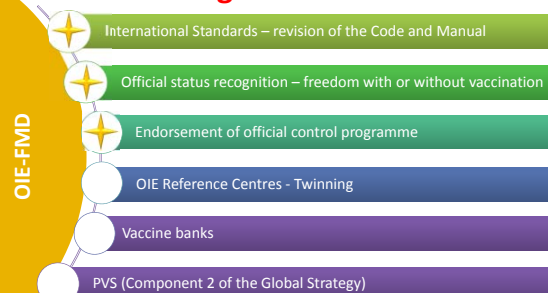 International Standards – revision of the Code and Manual
Official status recognition – freedom with or without vaccination
Endorsement of official control programme
OIE-FMD
OIE Reference Centres - Twinning
Vaccine banks
PVS (Component 2 of the Global Strategy)